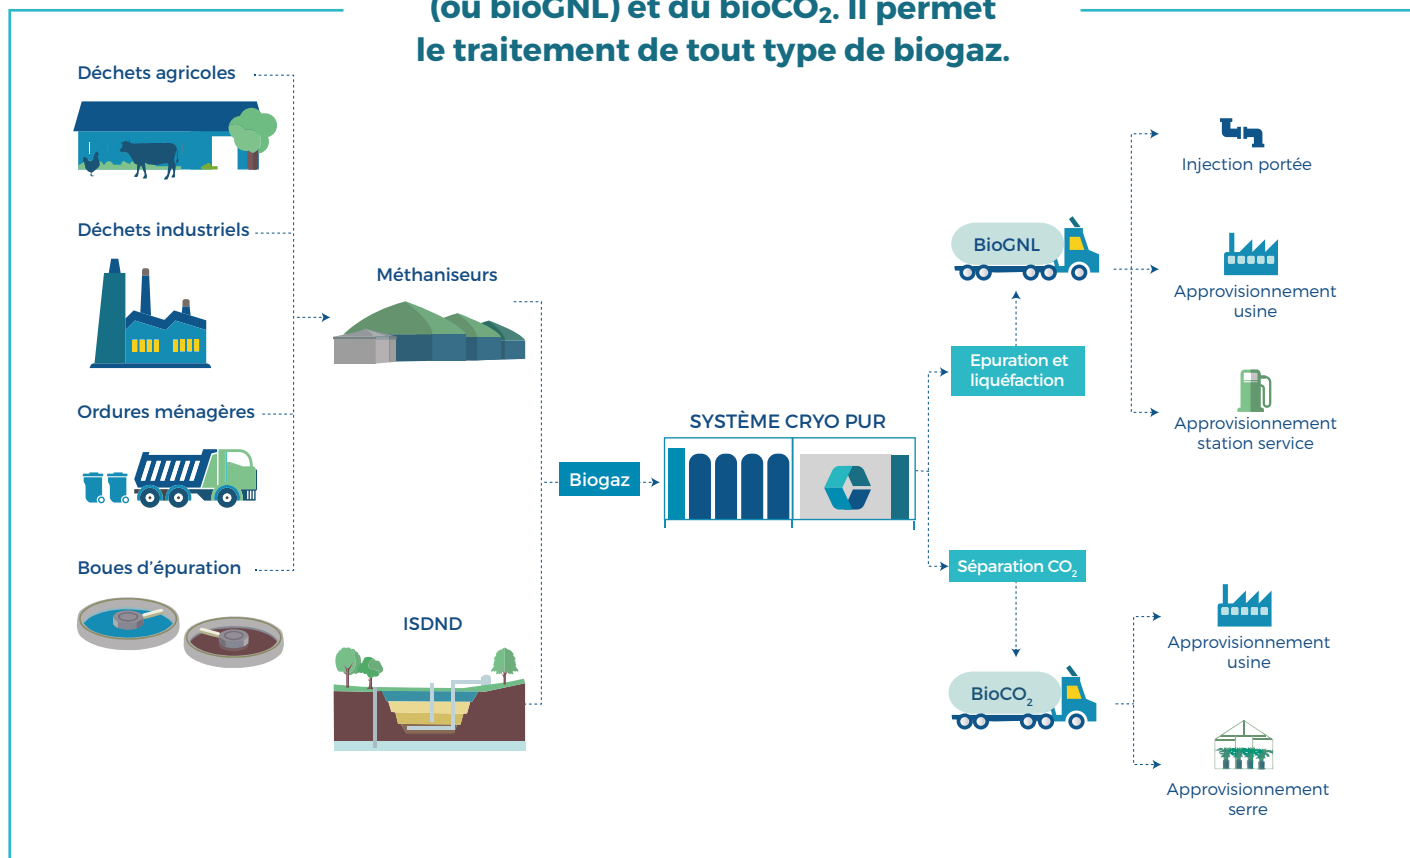 (ou bioGNL) et du bioCO₂. Il permet
le traitement de tout type de biogaz.
Déchets agricoles
Déchets industriels
Ordures ménagères
Boues d’épuration
Méthaniseurs
ISDND
Biogaz
SYSTÈME CRYO PUR
Epuration et
liquéfaction
Séparation CO₂
BioGNL
BioCO₂
Injection portée
Approvisionnement
usine
Approvisionnement
station service
Approvisionnement
usine
Approvisionnement
serre